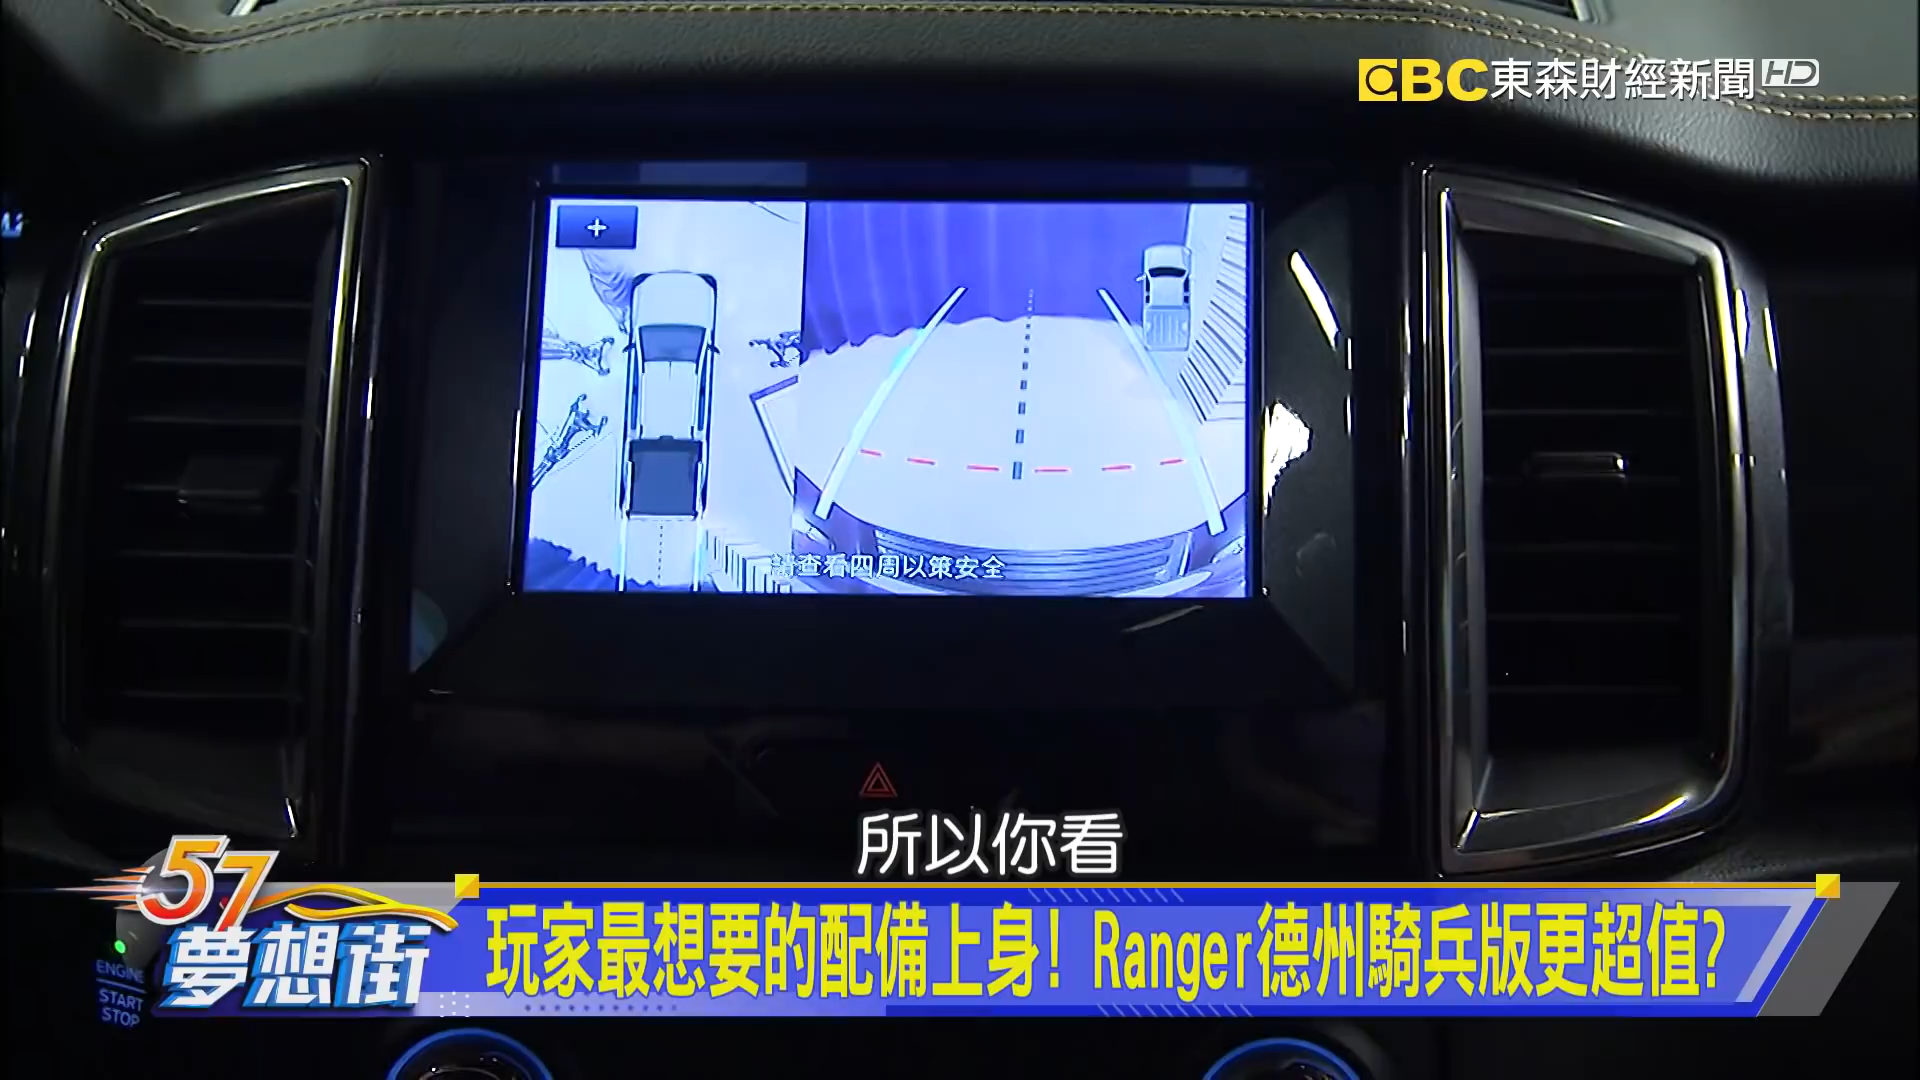 EBC東森財經新聞HD
+
請查看四周以策安全
所以你看
57夢想街
玩家最想要的配備上身! Ranger德州騎兵版更超值?
ENGINE
START
STOP